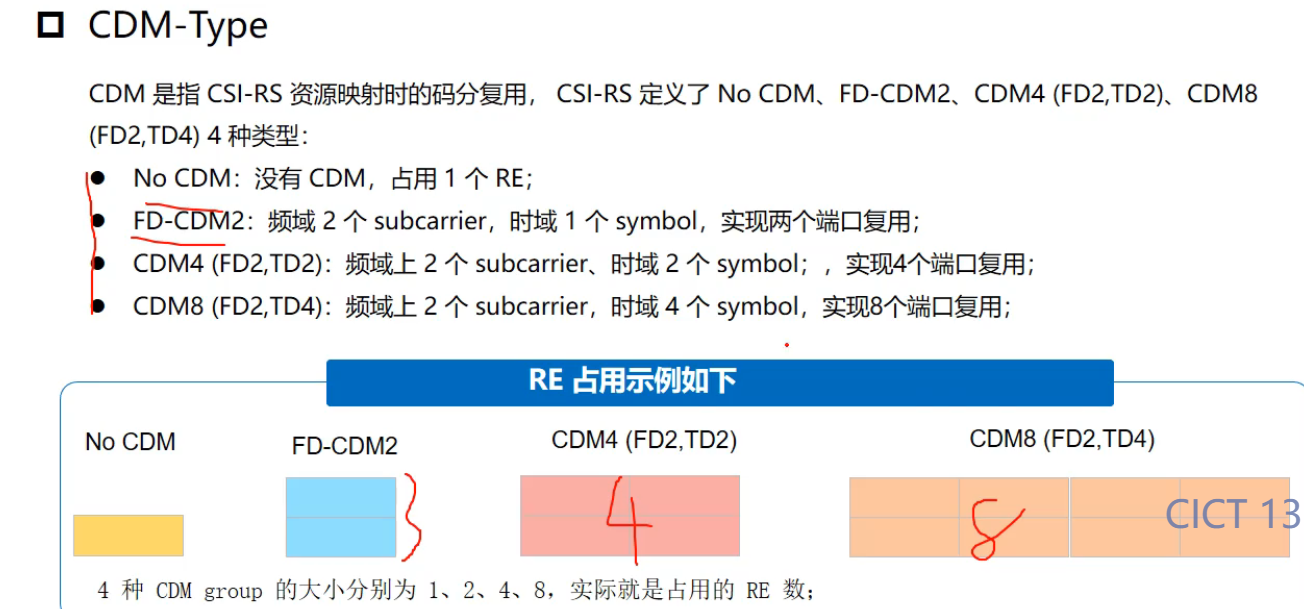 CDM-Type
CDM 是指 CSI-RS 资源映射时的码分复用， CSI-RS 定义了 No CDM、FD-CDM2、CDM4 (FD2,TD2)、CDM8
(FD2,TD4) 4 种类型：
● No CDM：没有 CDM，占用 1 个 RE；
● FD-CDM2：频域 2 个 subcarrier，时域 1 个 symbol，实现两个端口复用；
● CDM4 (FD2,TD2)：频域上 2 个 subcarrier、时域 2 个 symbol；，实现4个端口复用；
● CDM8 (FD2,TD4)：频域上 2 个 subcarrier，时域 4 个 symbol，实现8个端口复用；
RE 占用示例如下
No CDM
FD-CDM2
CDM4 (FD2,TD2)
CDM8 (FD2,TD4)
4
8
CICT 13
4 种 CDM group 的大小分别为 1、2、4、8，实际就是占用的 RE 数；